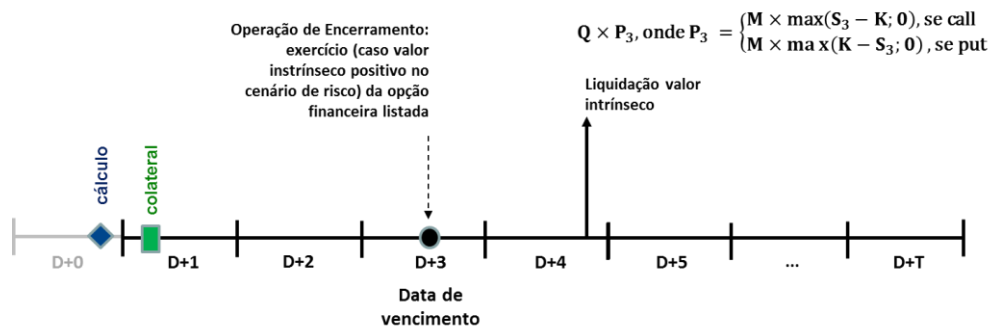 Operação de Encerramento:
exercício (caso valor
instrínseco positivo no
cenário de risco) da opção
financeira listada
Q × P₃, onde P₃ = {M × max(S₃ − K; 0), se call
M × ma x(K − S₃; 0) , se put
Liquidação valor
intrínseco
cálculo
colateral
D+0 D+1 D+2 D+3 D+4 D+5 ... D+T
Data de
vencimento